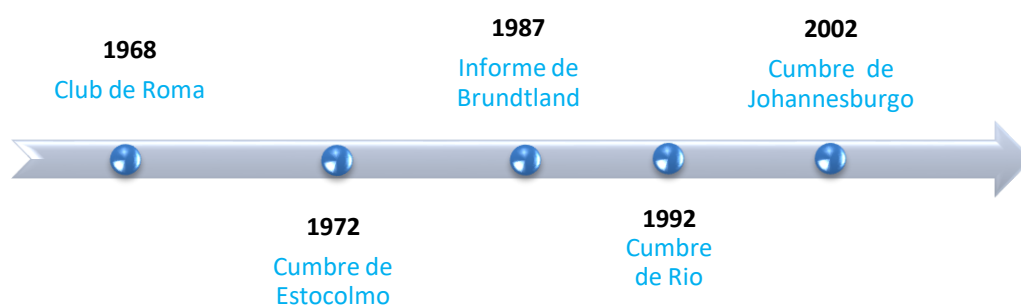 1968
Club de Roma
1972
Cumbre de
Estocolmo
1987
Informe de
Brundtland
1992
Cumbre
de Rio
2002
Cumbre de
Johannesburgo